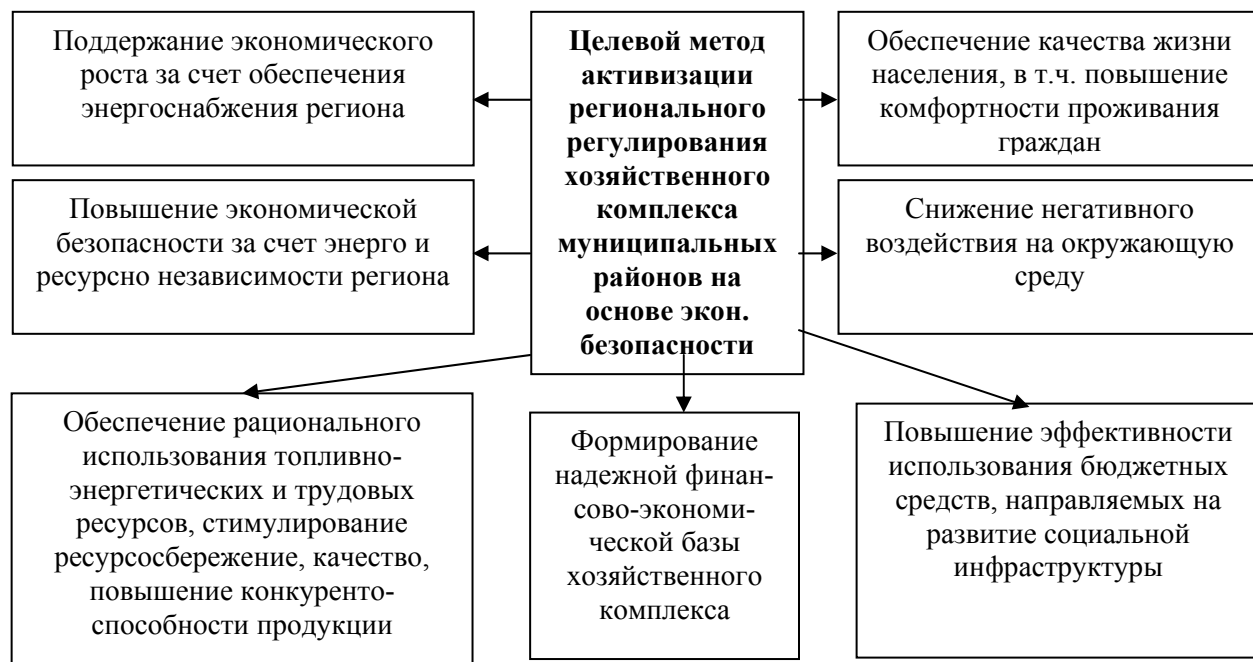 Поддержание экономического
роста за счет обеспечения
энергоснабжения региона
Целевой метод
активизации
регионального
регулирования
хозяйственного
комплекса
муниципальных
районов на
основе экон.
безопасности
Обеспечение качества жизни
населения, в т.ч. повышение
комфортности проживания
граждан
Повышение экономической
безопасности за счет энерго и
ресурсно независимости региона
Снижение негативного
воздействия на окружающую
среду
Обеспечение рационального
использования топливно-
энергетических и трудовых
ресурсов, стимулирование
ресурсосбережение, качество,
повышение конкуренто-
способности продукции
Формирование
надежной финан-
сово-экономи-
ческой базы
хозяйственного
комплекса
Повышение эффективности
использования бюджетных
средств, направляемых на
развитие социальной
инфраструктуры